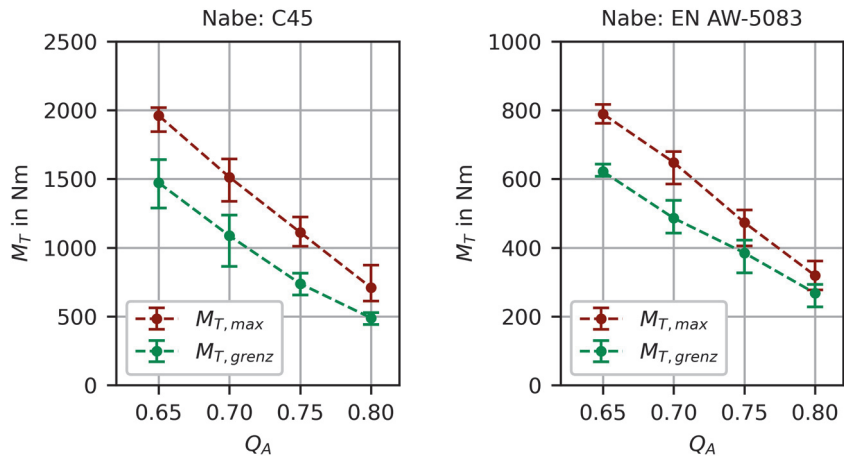 Nabe: C45
2500
2000
1500
1000
500
0
M_T in Nm
M_T,max
M_T,grenz
0.65 0.70 0.75 0.80
Q_A
Nabe: EN AW-5083
1000
800
600
400
200
0
M_T in Nm
M_T,max
M_T,grenz
0.65 0.70 0.75 0.80
Q_A